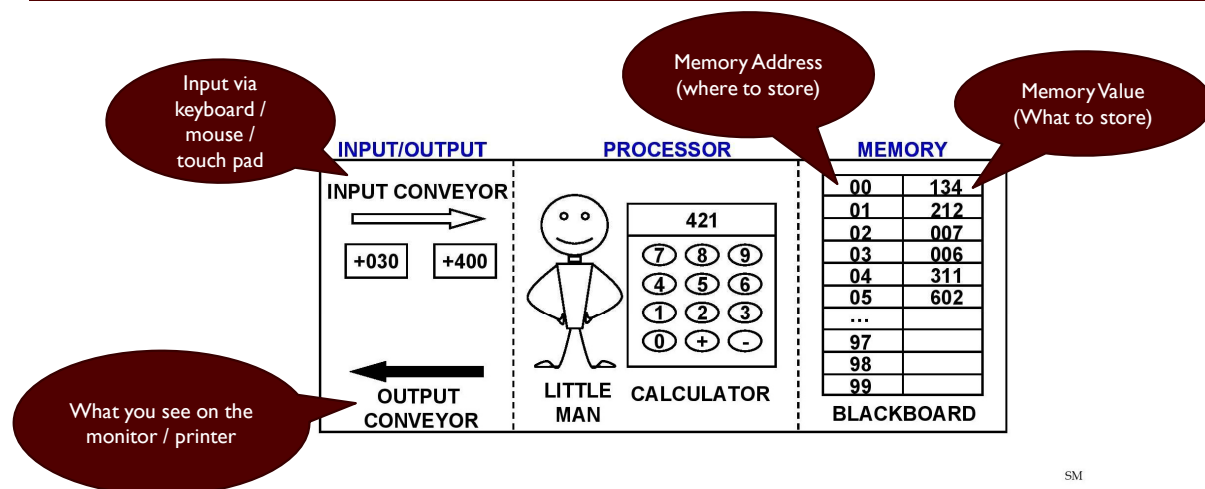 Input via
keyboard /
mouse /
touch pad
Memory Address
(where to store)
Memory Value
(What to store)
INPUT/OUTPUT
PROCESSOR
MEMORY
INPUT CONVEYOR
+030 +400
421
7 8 9
4 5 6
1 2 3
0 + -
00 134
01 212
02 007
03 006
04 311
05 602
...
97
98
99
What you see on the
monitor / printer
OUTPUT
CONVEYOR
LITTLE
MAN
CALCULATOR
BLACKBOARD
SM